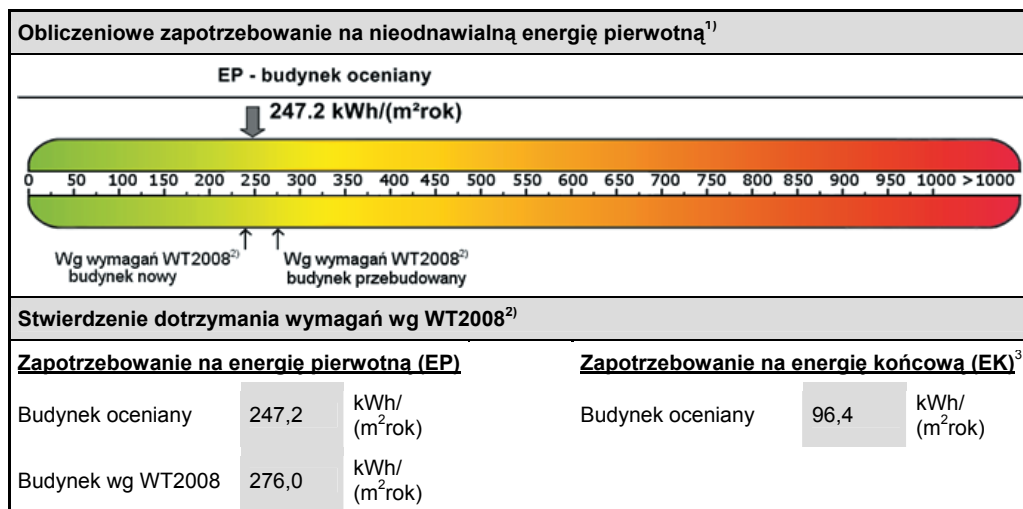 Obliczeniowe zapotrzebowanie na nieodnawialną energię pierwotną¹⁾
EP - budynek oceniany
247.2 kWh/(m²rok)
0 50 100 150 200 250 300 350 400 450 500 550 600 650 700 750 800 850 900 950 1000 >1000
Wg wymagań WT2008²⁾
budynek nowy
Wg wymagań WT2008²⁾
budynek przebudowany
Stwierdzenie dotrzymania wymagań wg WT2008²⁾
Zapotrzebowanie na energię pierwotną (EP)
Budynek oceniany 247,2 kWh/
(m²rok)
Budynek wg WT2008 276,0 kWh/
(m²rok)
Zapotrzebowanie na energię końcową (EK)³
Budynek oceniany 96,4 kWh/
(m²rok)